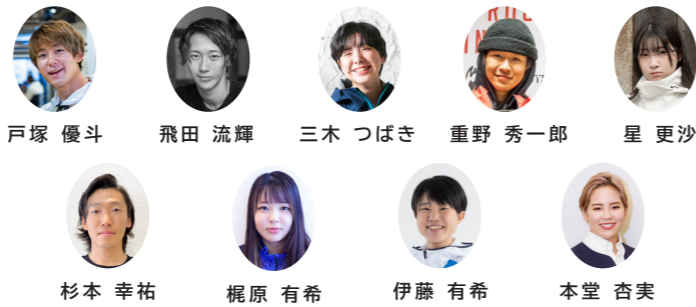 戸塚 優斗 飛田 流輝 三木 つばき 重野 秀一郎 星 更沙
杉本 幸祐 梶原 有希 伊藤 有希 本堂 杏実